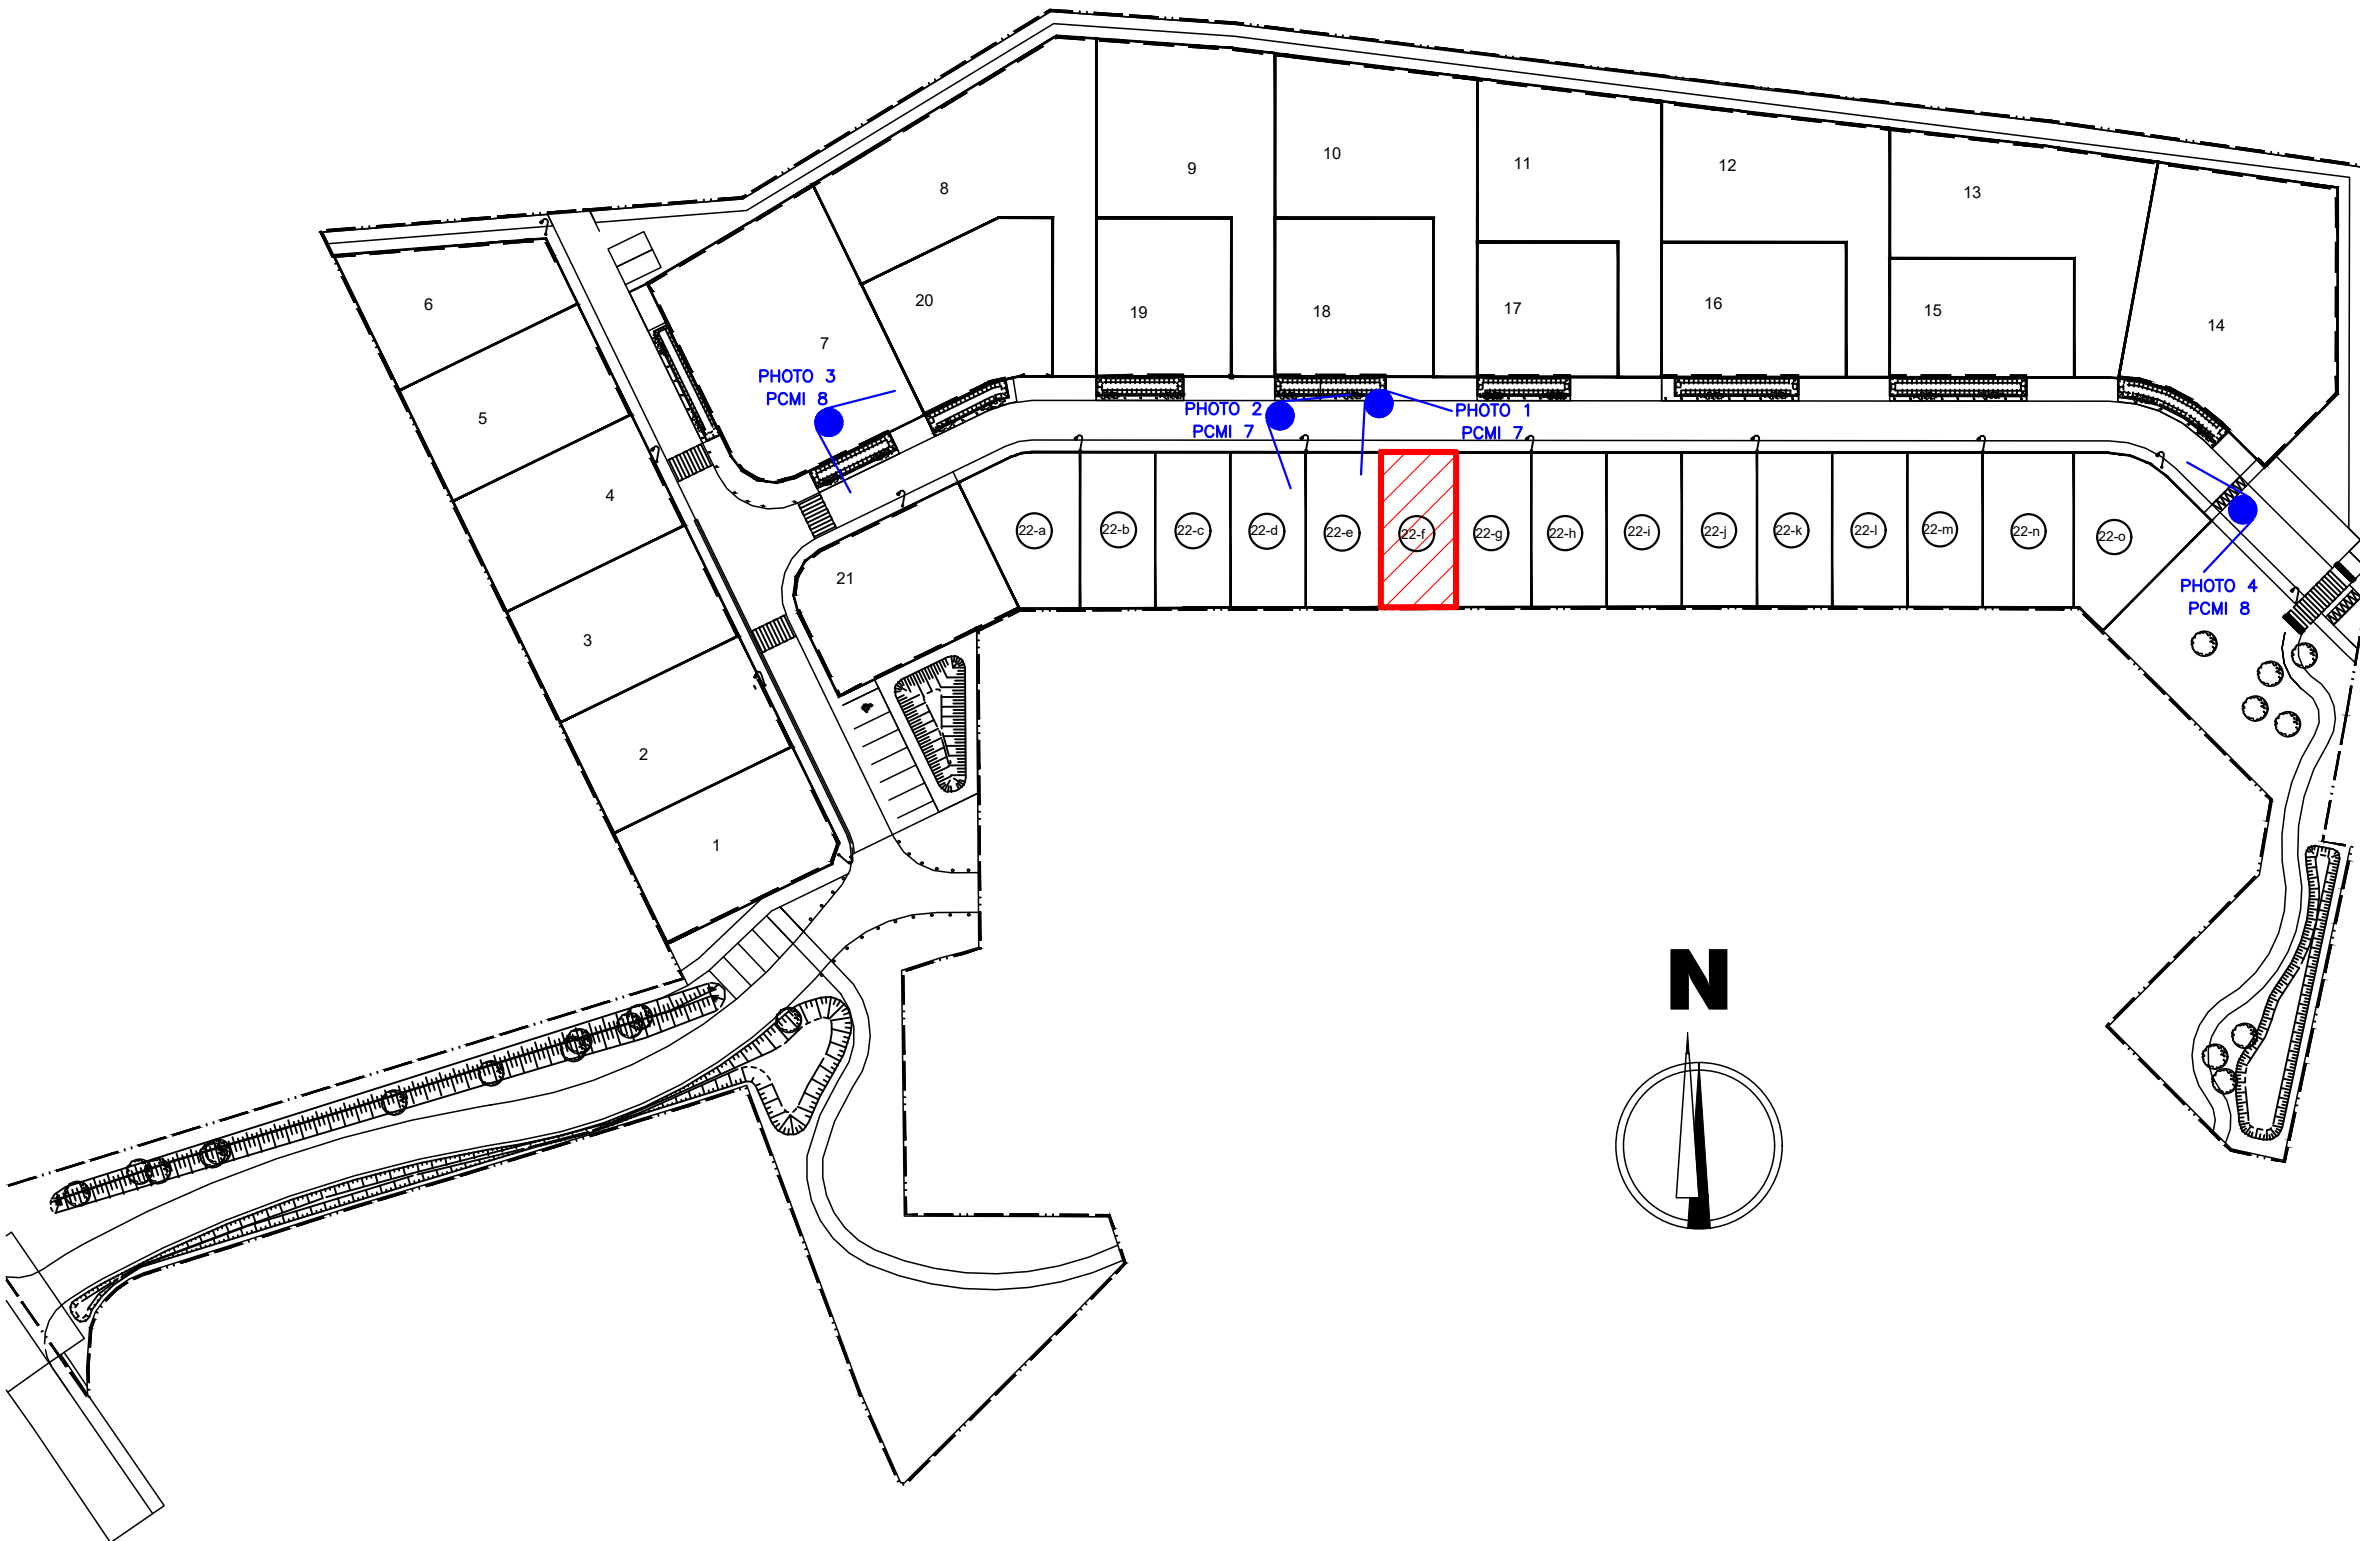 10
11
12
9
8
13
6
20
19
18
17
16
15
14
7
PHOTO 3
PCMI 8
PHOTO 2
PCMI 7
PHOTO 1
PCMI 7
5
4
22-a
22-b
22-c
22-d
22-e
22-f
22-g
22-h
22-i
22-j
22-k
22-l
22-m
22-n
22-o
21
PHOTO 4
PCMI 8
3
2
1
N